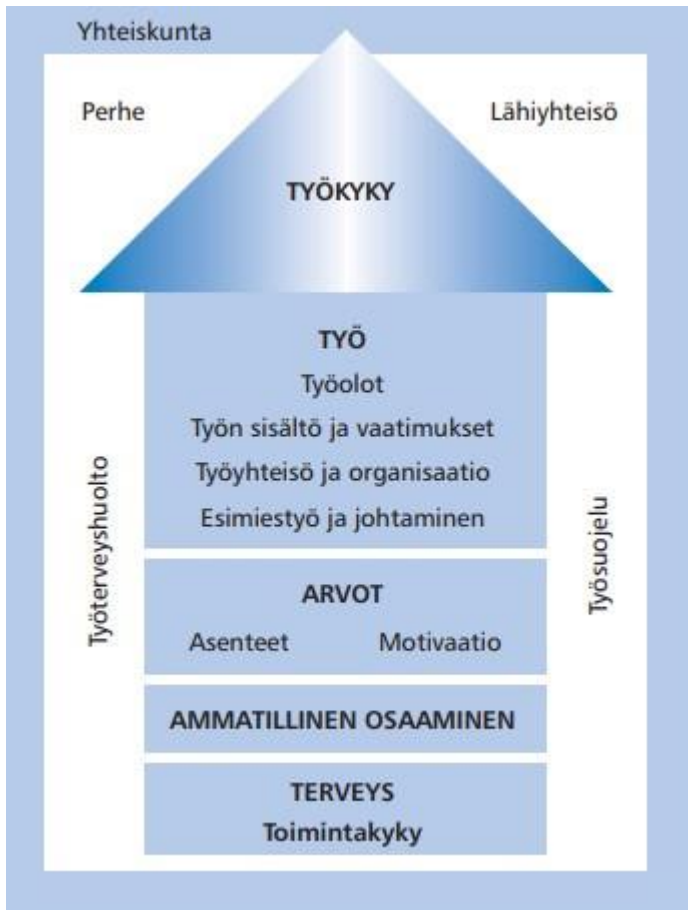 Yhteiskunta
Perhe
Lähiyhteisö
TYÖKYKY
TYÖ
Työolot
Työn sisältö ja vaatimukset
Työyhteisö ja organisaatio
Esimiestyö ja johtaminen
Työterveyshuolto
Työsuojelu
ARVOT
Asenteet Motivaatio
AMMATILLINEN OSAAMINEN
TERVEYS
Toimintakyky